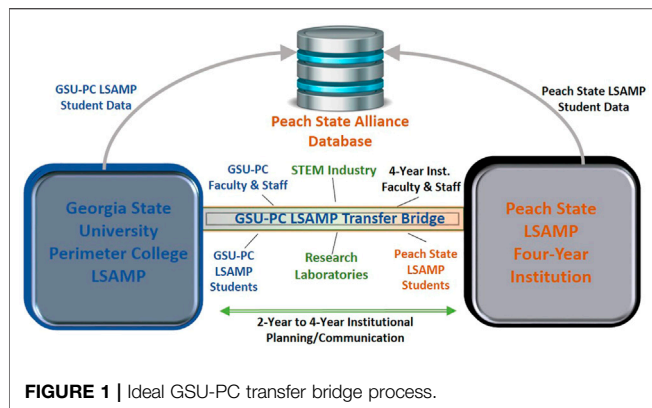 GSU-PC LSAMP
Student Data
Peach State LSAMP
Student Data
Peach State Alliance
Database
Georgia State
University
Perimeter College
LSAMP
GSU-PC
Faculty & Staff
STEM Industry
4-Year Inst.
Faculty & Staff
GSU-PC LSAMP Transfer Bridge
GSU-PC
LSAMP
Students
Research
Laboratories
Peach State
LSAMP
Students
Peach State
LSAMP
Four-Year
Institution
2-Year to 4-Year Institutional
Planning/Communication
FIGURE 1 | Ideal GSU-PC transfer bridge process.